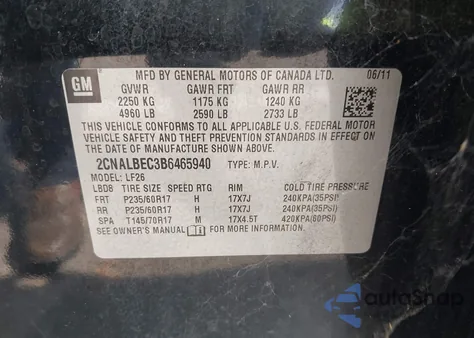 GM
MFD BY GENERAL MOTORS OF CANADA LTD. 06/11
GVWR GAWR FRT GAWR RR
2250 KG 1175 KG 1240 KG
4960 LB 2590 LB 2733 LB
THIS VEHICLE CONFORMS TO ALL APPLICABLE U.S. FEDERAL MOTOR
VEHICLE SAFETY AND THEFT PREVENTION STANDARDS IN EFFECT ON
THE DATE OF MANUFACTURE SHOWN ABOVE.
2CNALBEC3B6465940 TYPE: M.P.V.
MODEL: LF26
LBD8 TIRE SIZE SPEED RTG RIM COLD TIRE PRESSURE
FRT P235/60R17 H 17X7J 240KPA(35PSI)
RR P235/60R17 H 17X7J 240KPA(35PSI)
SPA T145/70R17 M 17X4.5T 420KPA(60PSI)
SEE OWNER'S MANUAL FOR MORE INFORMATION.
autoSnap